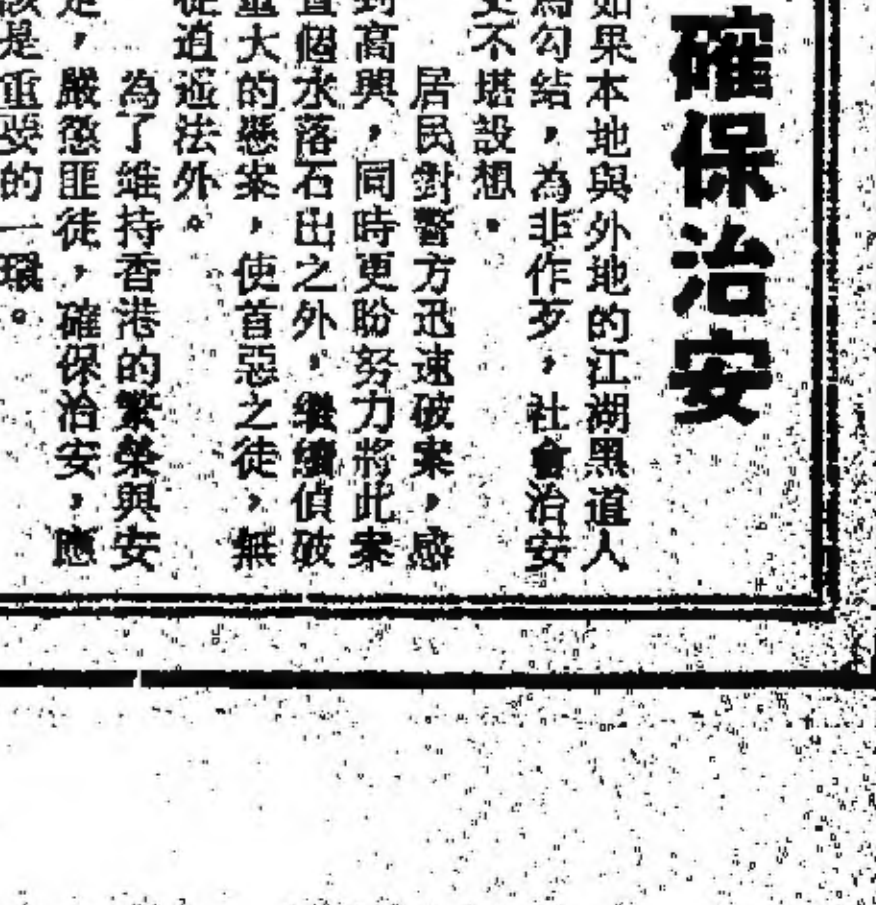 確保治安
如果本地與外地的江湖黑道人
為勾結，為非作歹，社會治安
更不堪設想。
居民對警方迅速破案，感
到高興，同時更盼努力將此案
查個水落石出之外，繼續偵破
重大的懸案，使首惡之徒，無
從逍遙法外。
為了維持香港的繁榮與安
定，嚴懲匪徒，確保治安，應
該是重要的一環。